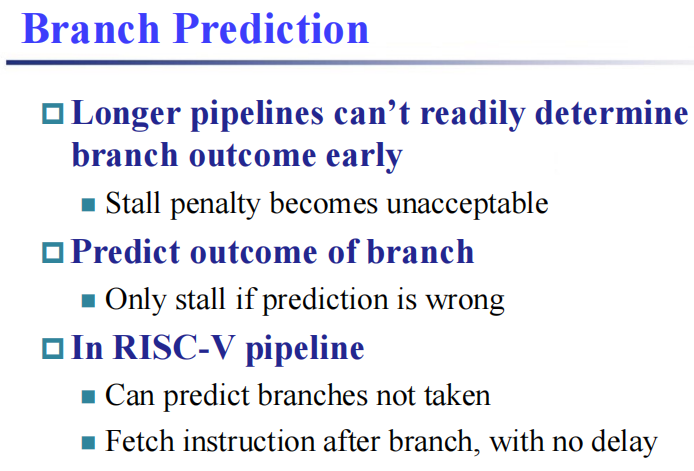 Branch Prediction
Longer pipelines can't readily determine
branch outcome early
Stall penalty becomes unacceptable
Predict outcome of branch
Only stall if prediction is wrong
In RISC-V pipeline
Can predict branches not taken
Fetch instruction after branch, with no delay